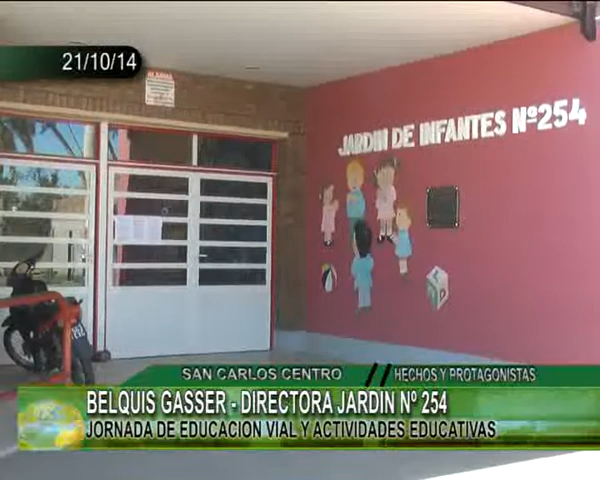 21/10/14
ALARMA
JARDIN DE INFANTES Nº254
SAN CARLOS CENTRO // HECHOS Y PROTAGONISTAS
BELQUIS GASSER - DIRECTORA JARDIN Nº 254
JORNADA DE EDUCACION VIAL Y ACTIVIDADES EDUCATIVAS